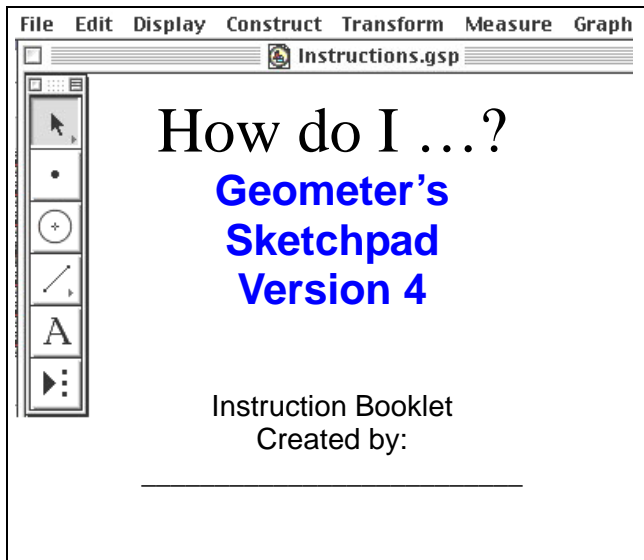 File Edit Display Construct Transform Measure Graph
Instructions.gsp
How do I …?
Geometer’s
Sketchpad
Version 4
A
Instruction Booklet
Created by: